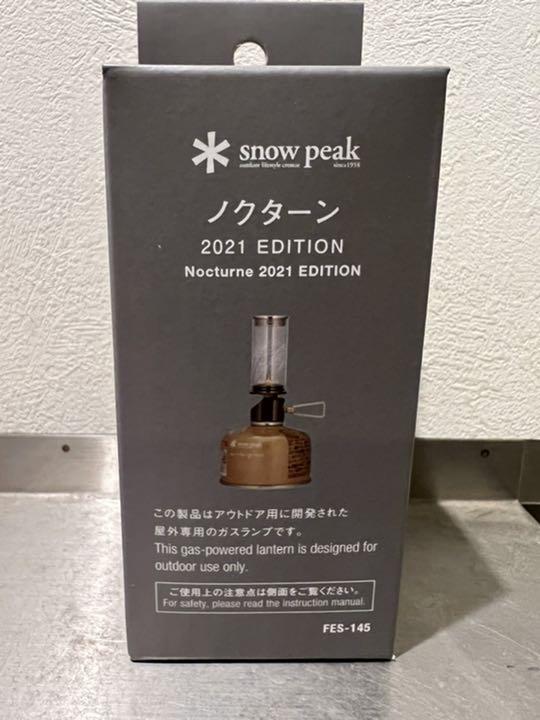 snow peak
outdoor lifestyle creator since1958
ノクターン
2021 EDITION
Nocturne 2021 EDITION
snow peak
この製品はアウトドア用に開発された
屋外専用のガスランプです。
This gas-powered lantern is designed for
outdoor use only.
ご使用上の注意点は側面をご覧ください。
For safety, please read the instruction manual.
FES-145